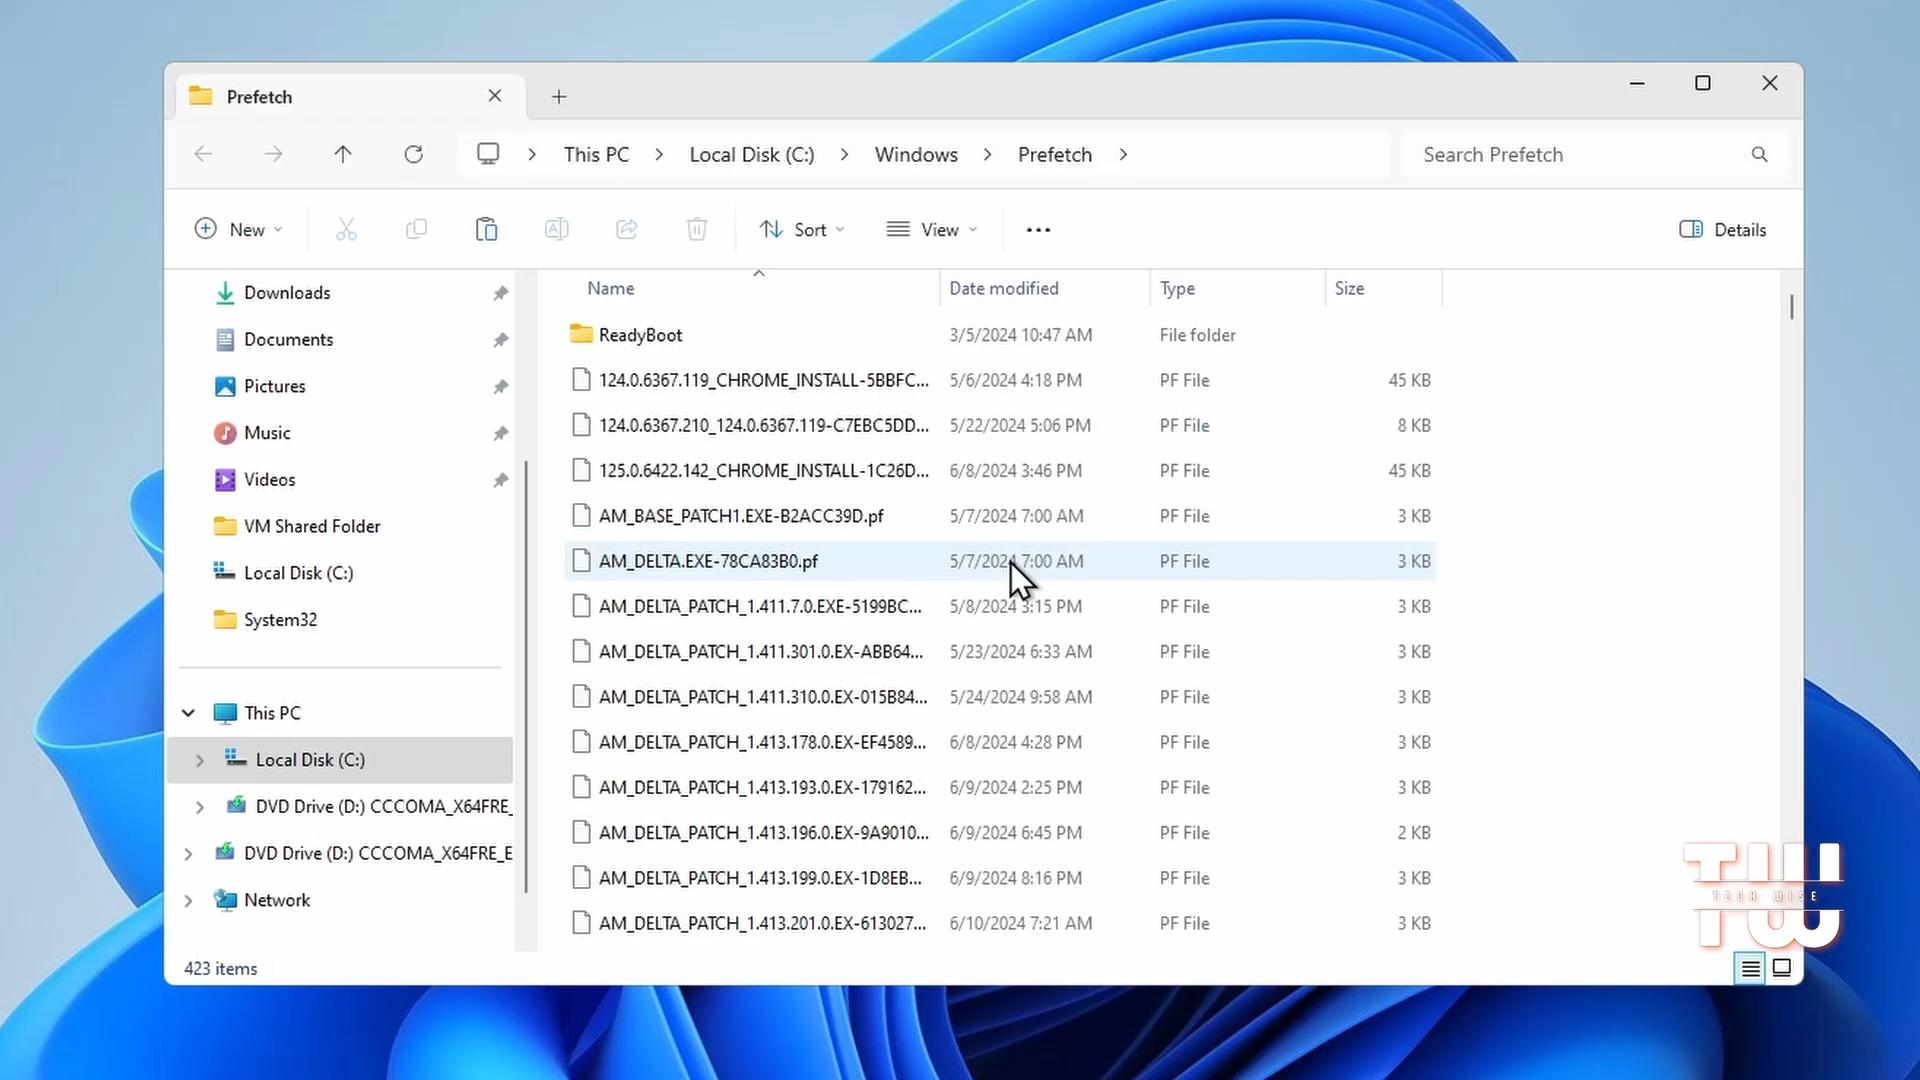 Prefetch
This PC
Local Disk (C:)
Windows
Prefetch
Search Prefetch
New
Sort
View
Details
Downloads
Documents
Pictures
Music
Videos
VM Shared Folder
Local Disk (C:)
System32
This PC
Local Disk (C:)
DVD Drive (D:) CCCOMA_X64FRE_
DVD Drive (D:) CCCOMA_X64FRE_E
Network
Name Date modified Type Size
ReadyBoot 3/5/2024 10:47 AM File folder
124.0.6367.119_CHROME_INSTALL-5BBFC... 5/6/2024 4:18 PM PF File 45 KB
124.0.6367.210_124.0.6367.119-C7EBC5DD... 5/22/2024 5:06 PM PF File 8 KB
125.0.6422.142_CHROME_INSTALL-1C26D... 6/8/2024 3:46 PM PF File 45 KB
AM_BASE_PATCH1.EXE-B2ACC39D.pf 5/7/2024 7:00 AM PF File 3 KB
AM_DELTA.EXE-78CA83B0.pf 5/7/2024 7:00 AM PF File 3 KB
AM_DELTA_PATCH_1.411.7.0.EXE-5199BC... 5/8/2024 3:15 PM PF File 3 KB
AM_DELTA_PATCH_1.411.301.0.EX-ABB64... 5/23/2024 6:33 AM PF File 3 KB
AM_DELTA_PATCH_1.411.310.0.EX-015B84... 5/24/2024 9:58 AM PF File 3 KB
AM_DELTA_PATCH_1.413.178.0.EX-EF4589... 6/8/2024 4:28 PM PF File 3 KB
AM_DELTA_PATCH_1.413.193.0.EX-179162... 6/9/2024 2:25 PM PF File 3 KB
AM_DELTA_PATCH_1.413.196.0.EX-9A9010... 6/9/2024 6:45 PM PF File 2 KB
AM_DELTA_PATCH_1.413.199.0.EX-1D8EB... 6/9/2024 8:16 PM PF File 3 KB
AM_DELTA_PATCH_1.413.201.0.EX-613027... 6/10/2024 7:21 AM PF File 3 KB
423 items
TW
TECH WISE
TW